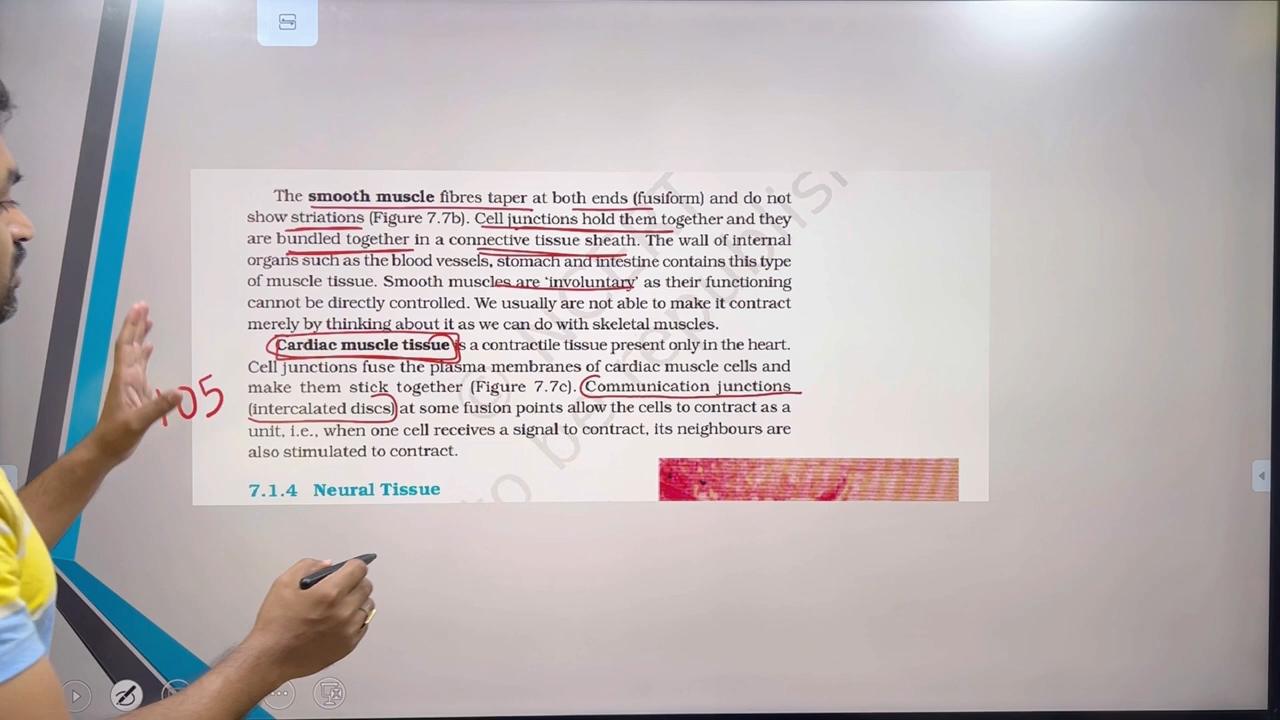 The smooth muscle fibres taper at both ends (fusiform) and do not
show striations (Figure 7.7b). Cell junctions hold them together and they
are bundled together in a connective tissue sheath. The wall of internal
organs such as the blood vessels, stomach and intestine contains this type
of muscle tissue. Smooth muscles are ‘involuntary’ as their functioning
cannot be directly controlled. We usually are not able to make it contract
merely by thinking about it as we can do with skeletal muscles.
Cardiac muscle tissue is a contractile tissue present only in the heart.
Cell junctions fuse the plasma membranes of cardiac muscle cells and
make them stick together (Figure 7.7c). Communication junctions
(intercalated discs) at some fusion points allow the cells to contract as a
unit, i.e., when one cell receives a signal to contract, its neighbours are
also stimulated to contract.
7.1.4 Neural Tissue
© NCERT
to be republish